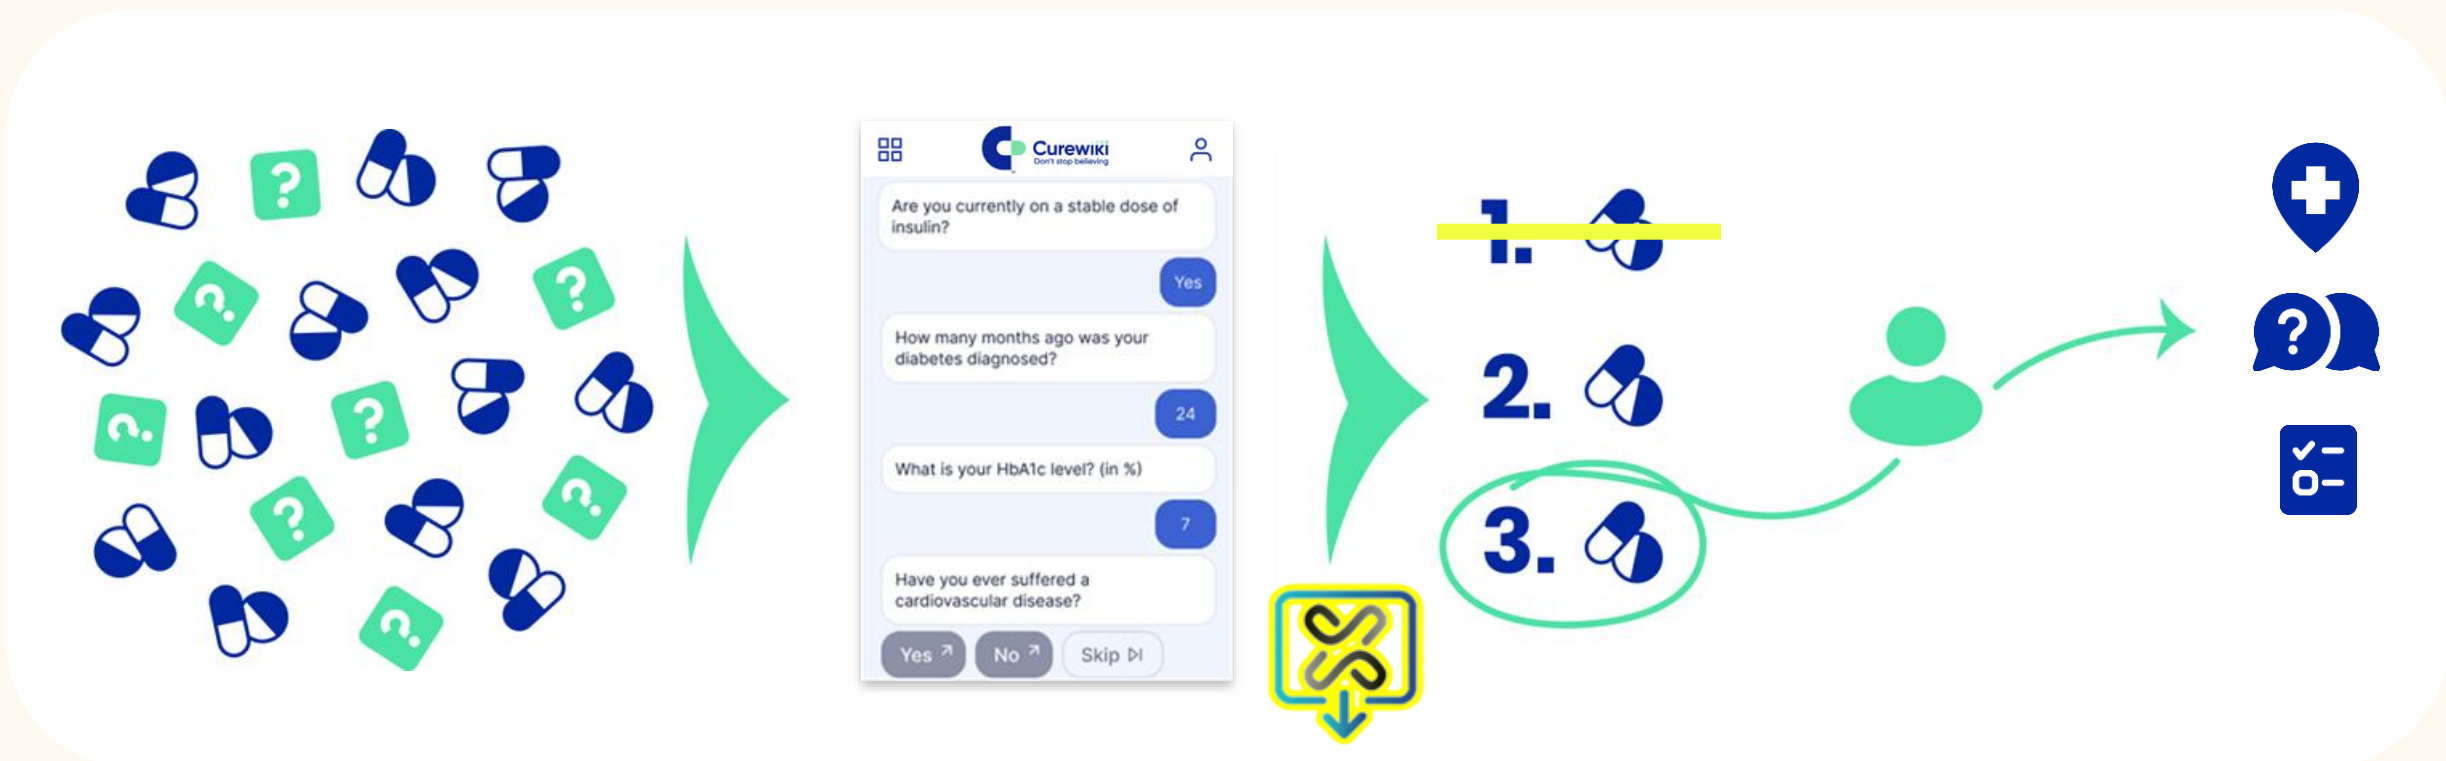 ?
?
?
?
?
?
?
?
Curewiki
Don't stop believing
Are you currently on a stable dose of
insulin?
Yes
How many months ago was your
diabetes diagnosed?
24
What is your HbA1c level? (in %)
7
Have you ever suffered a
cardiovascular disease?
Yes
No
Skip
1.
2.
3.
?